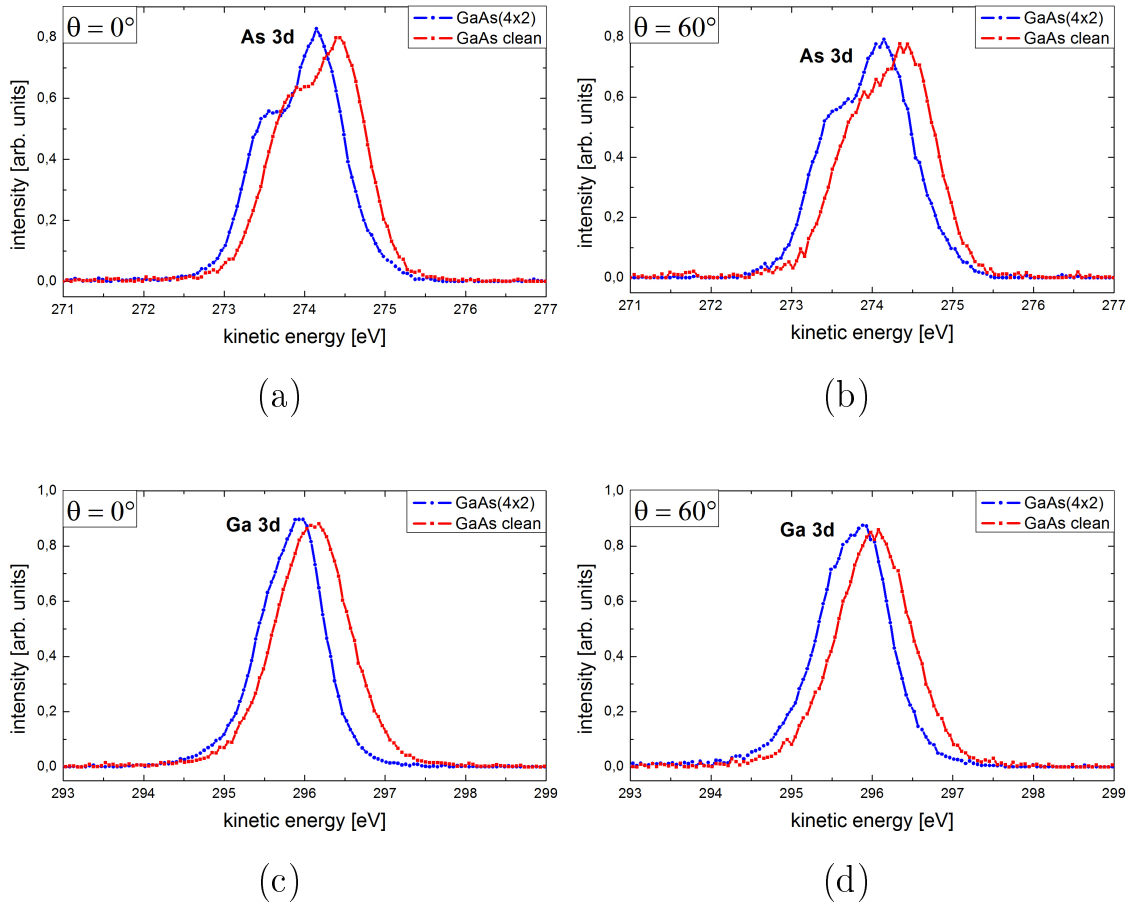 θ = 0°
As 3d
GaAs(4x2)
GaAs clean
intensity [arb. units]
0,8
0,6
0,4
0,2
0,0
271 272 273 274 275 276 277
kinetic energy [eV]
(a)
θ = 60°
As 3d
GaAs(4x2)
GaAs clean
intensity [arb. units]
0,8
0,6
0,4
0,2
0,0
271 272 273 274 275 276 277
kinetic energy [eV]
(b)
θ = 0°
Ga 3d
GaAs(4x2)
GaAs clean
intensity [arb. units]
1,0
0,8
0,6
0,4
0,2
0,0
293 294 295 296 297 298 299
kinetic energy [eV]
(c)
θ = 60°
Ga 3d
GaAs(4x2)
GaAs clean
intensity [arb. units]
1,0
0,8
0,6
0,4
0,2
0,0
293 294 295 296 297 298 299
kinetic energy [eV]
(d)